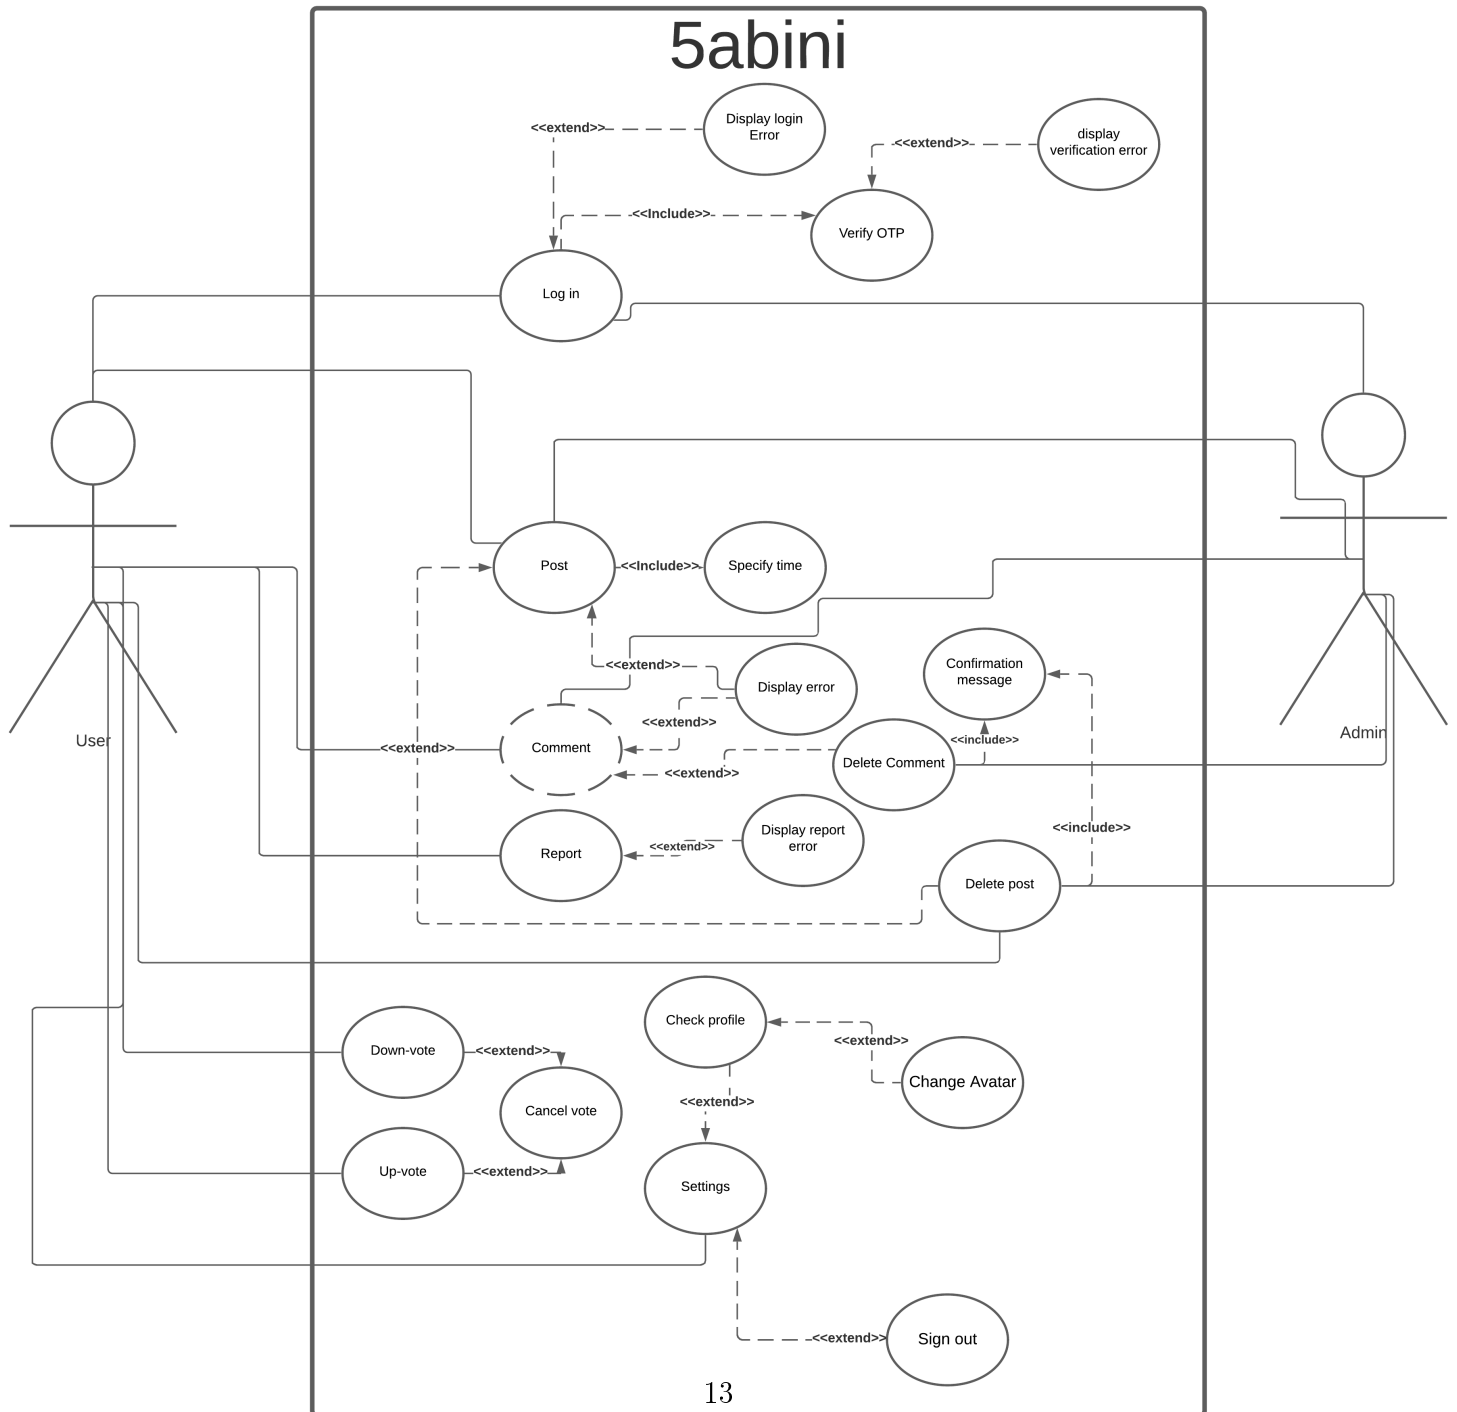 5abini
Display login
Error
display
verification error
<<extend>>
<<extend>>
<<Include>>
Verify OTP
Log in
Post
<<Include>>
Specify time
<<extend>>
Display error
Confirmation
message
<<extend>>
User
Admin
<<extend>>
Comment
<<include>>
Delete Comment
<<extend>>
Report
<<extend>>
Display report
error
<<include>>
Delete post
Check profile
<<extend>>
Down-vote
<<extend>>
Change Avatar
<<extend>>
Cancel vote
Up-vote
<<extend>>
Settings
<<extend>>
Sign out
13